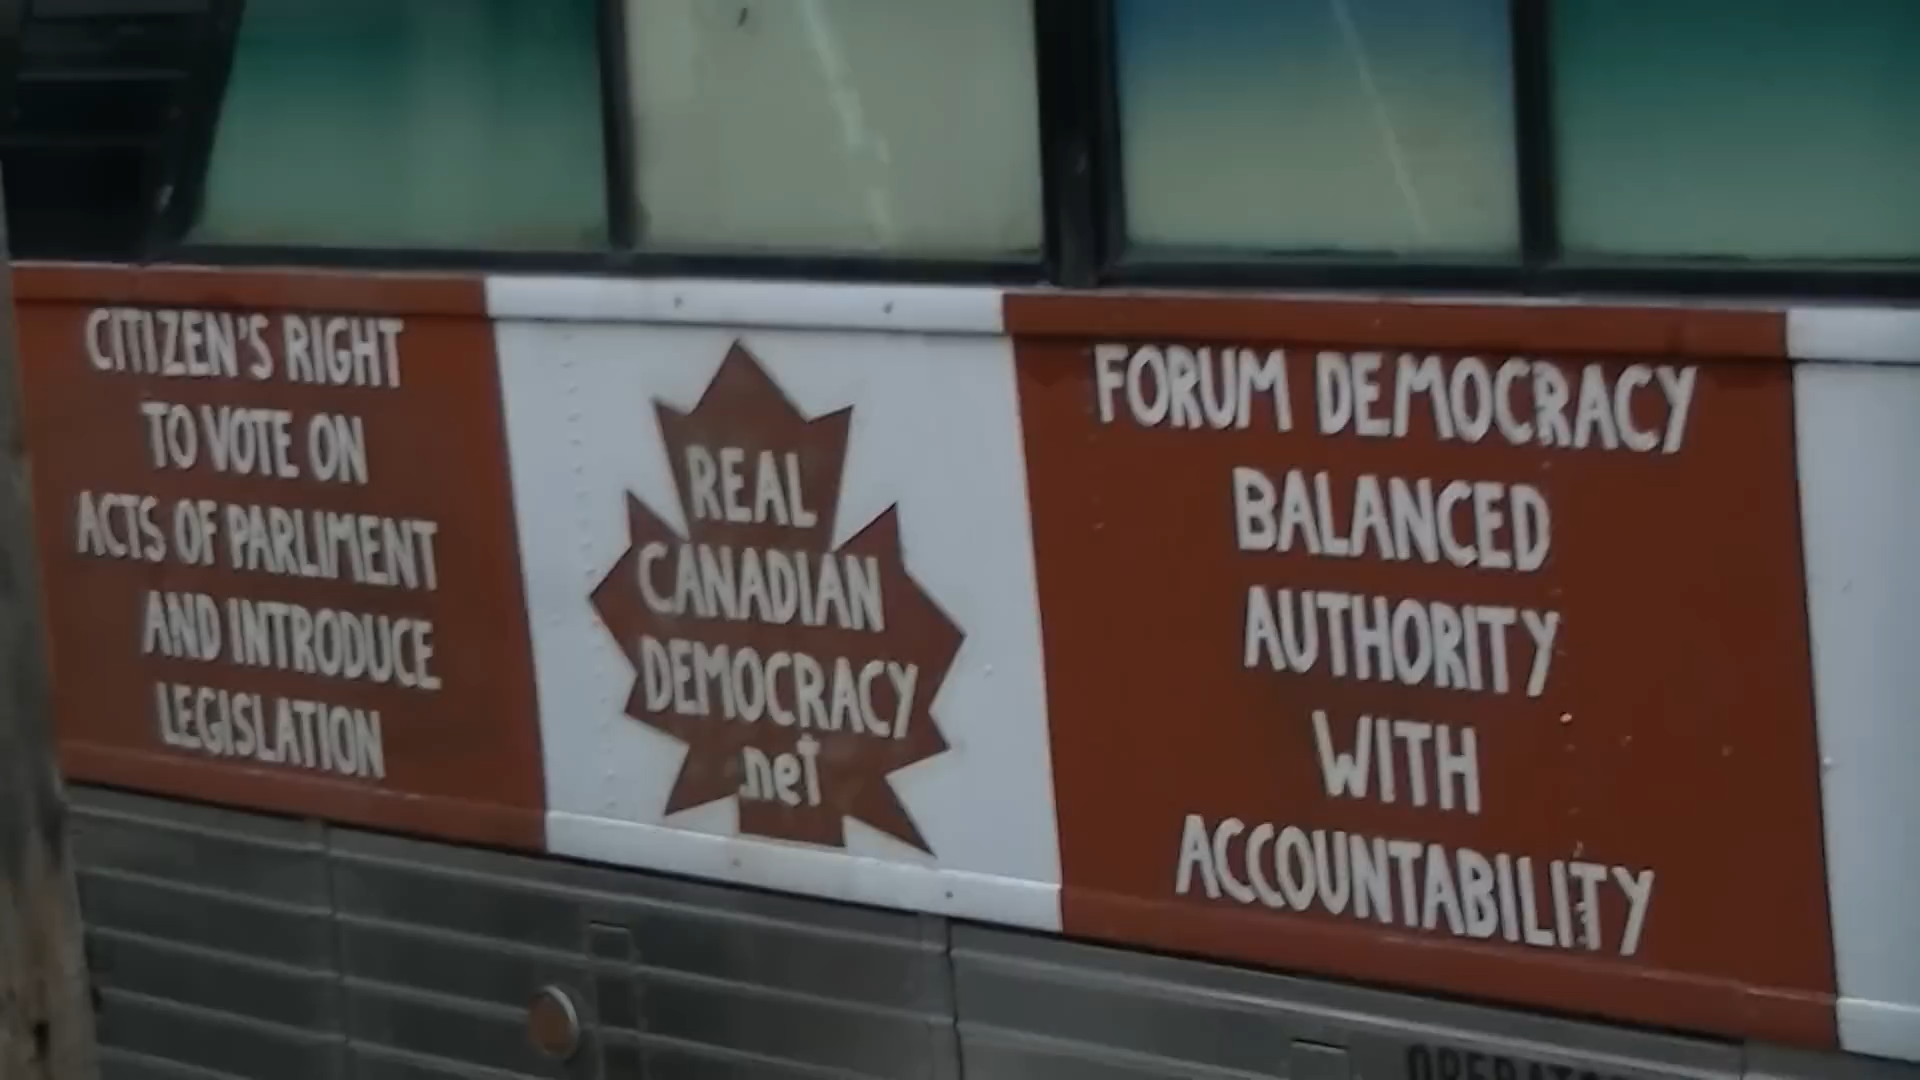 CITIZEN'S RIGHT
TO VOTE ON
ACTS OF PARLIMENT
AND INTRODUCE
LEGISLATION
REAL
CANADIAN
DEMOCRACY
.net
FORUM DEMOCRACY
BALANCED
AUTHORITY
WITH
ACCOUNTABILITY